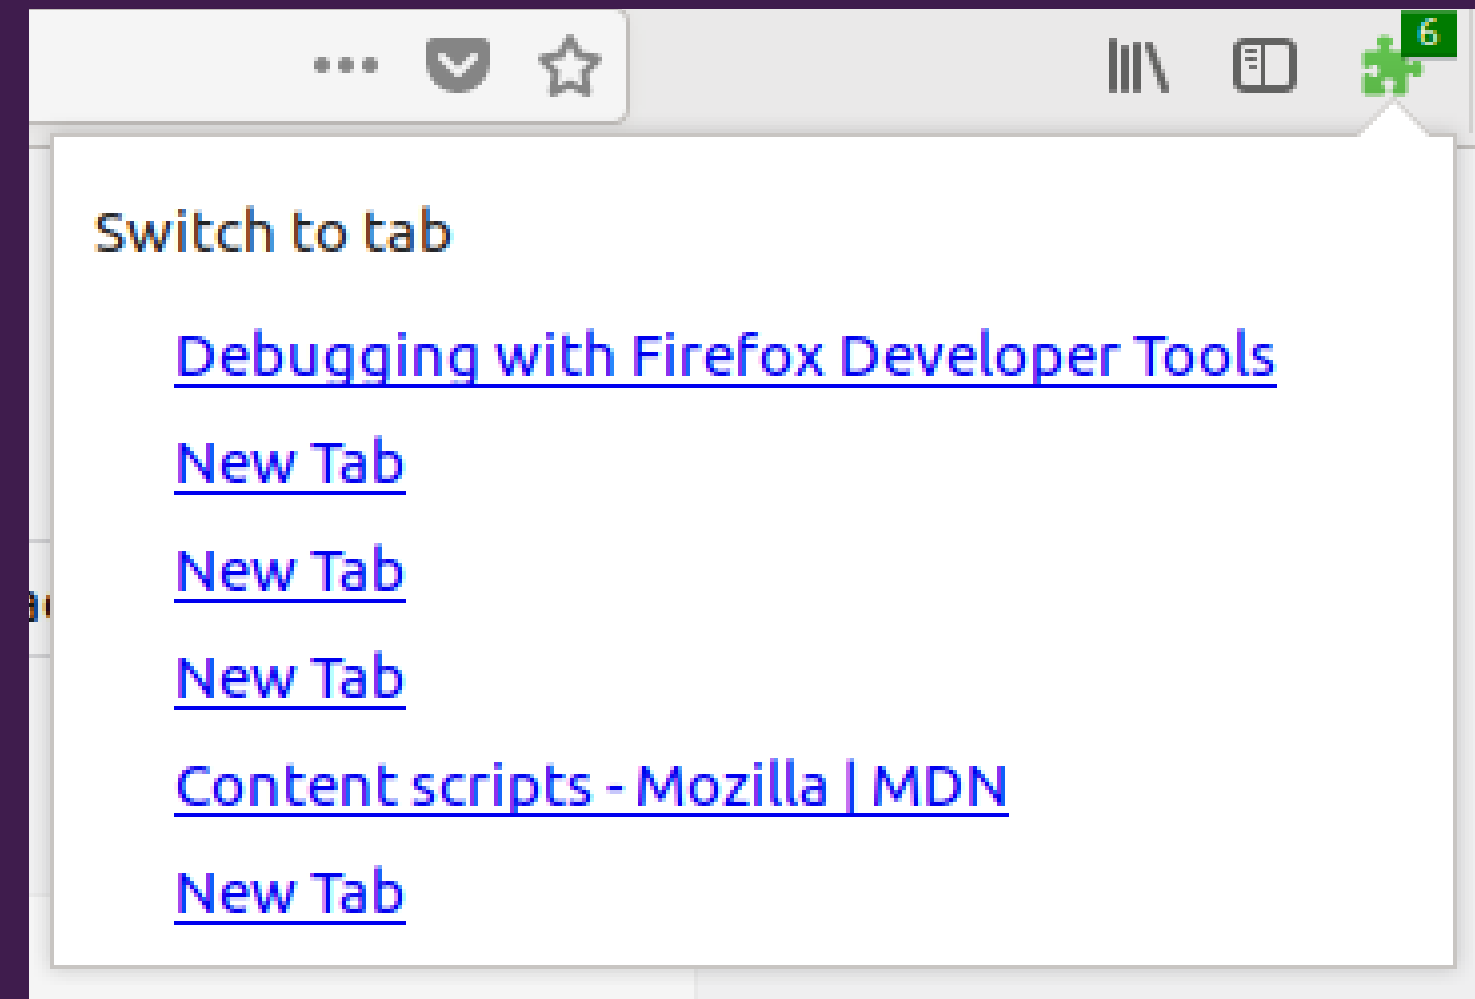 6
Switch to tab
Debugging with Firefox Developer Tools
New Tab
New Tab
New Tab
Content scripts - Mozilla | MDN
New Tab